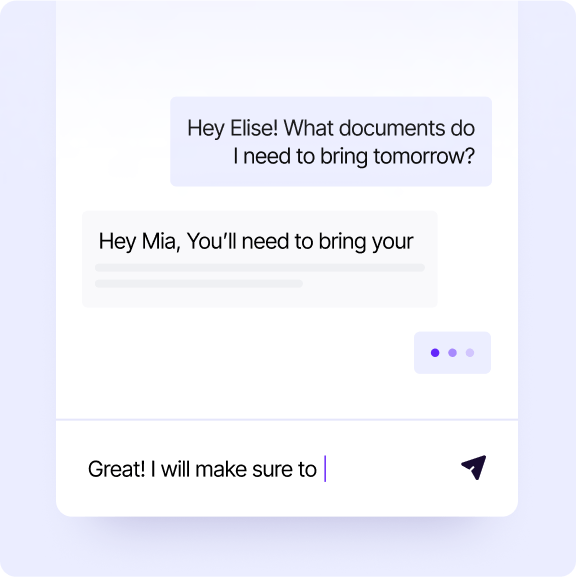 Hey Elise! What documents do
I need to bring tomorrow?
Hey Mia, You’ll need to bring your
Great! I will make sure to